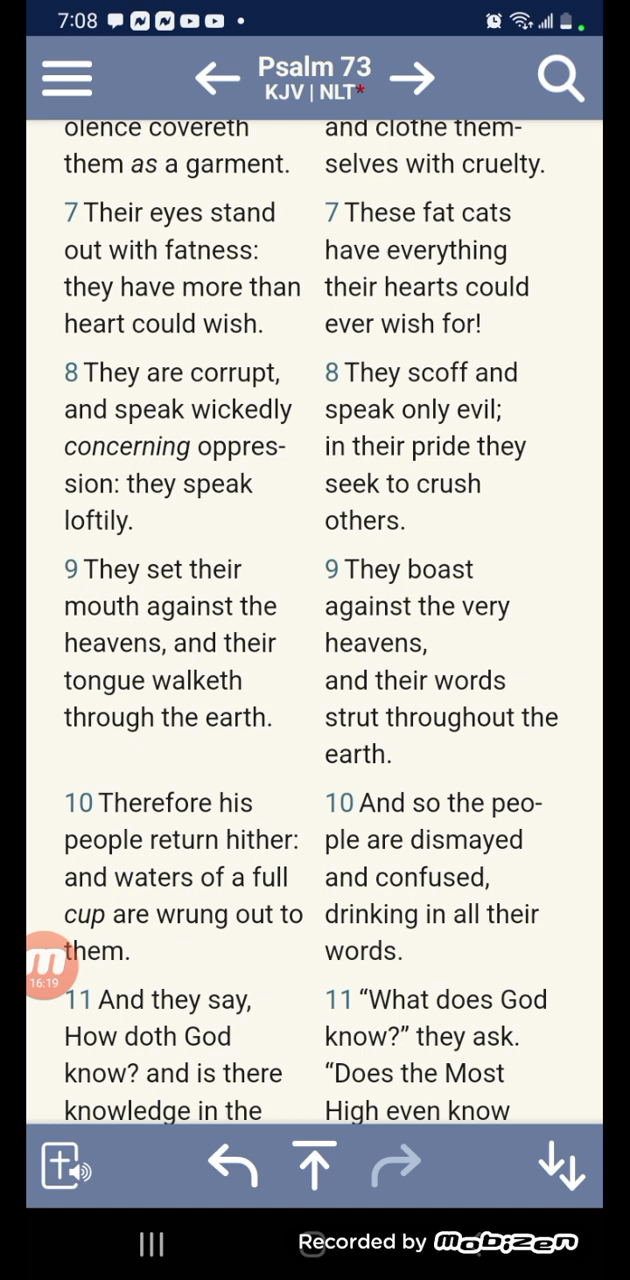 7:08
Psalm 73
KJV | NLT*
olence covereth
them as a garment.
7 Their eyes stand
out with fatness:
they have more than
heart could wish.
8 They are corrupt,
and speak wickedly
concerning oppres-
sion: they speak
loftily.
9 They set their
mouth against the
heavens, and their
tongue walketh
through the earth.
10 Therefore his
people return hither:
and waters of a full
cup are wrung out to
them.
11 And they say,
How doth God
know? and is there
knowledge in the
and clothe them-
selves with cruelty.
7 These fat cats
have everything
their hearts could
ever wish for!
8 They scoff and
speak only evil;
in their pride they
seek to crush
others.
9 They boast
against the very
heavens,
and their words
strut throughout the
earth.
10 And so the peo-
ple are dismayed
and confused,
drinking in all their
words.
11 “What does God
know?” they ask.
“Does the Most
High even know
m
16:19
Recorded by Mobizen